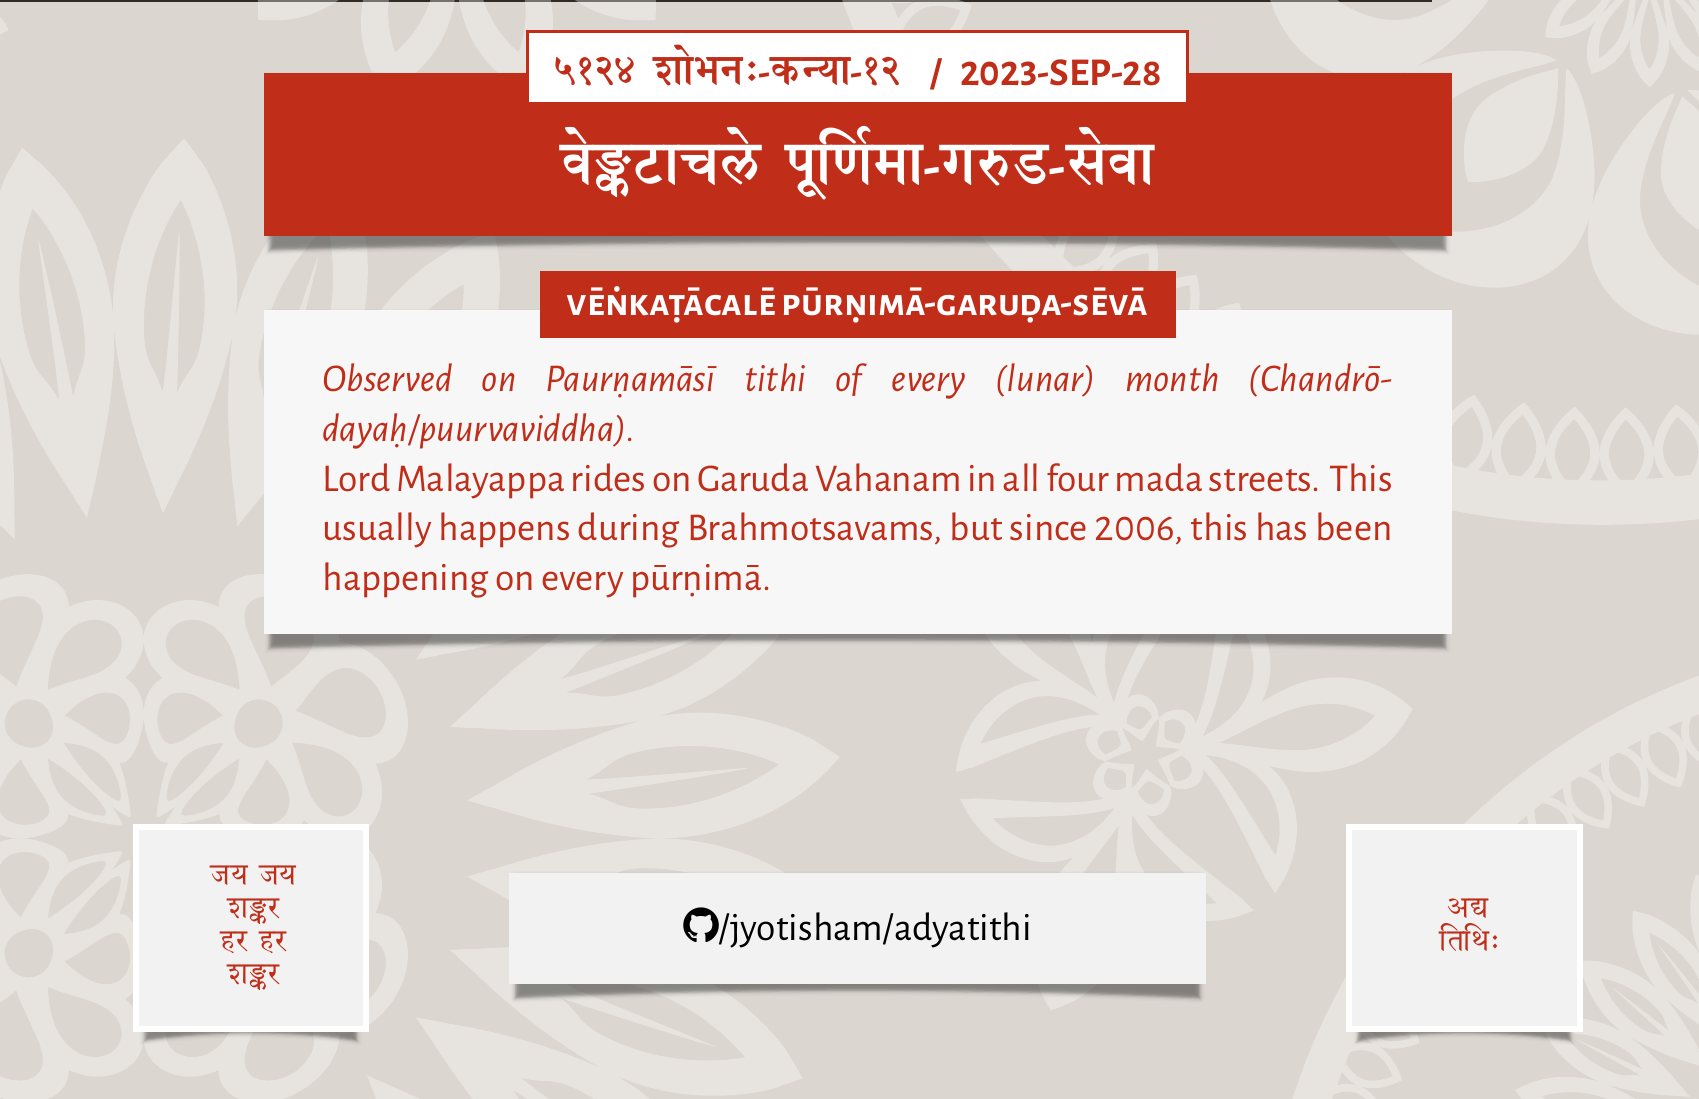 ५१२४ शोभनः-कन्या-१२ / 2023-SEP-28
वेङ्कटाचले पूर्णिमा-गरुड-सेवा
VĒṄKAṬĀCALĒ PŪRṆIMĀ-GARUḌA-SĒVĀ
Observed on Paurṇamāsī tithi of every (lunar) month (Chandrō-
dayaḥ/puurvaviddha).
Lord Malayappa rides on Garuda Vahanam in all four mada streets. This
usually happens during Brahmotsavams, but since 2006, this has been
happening on every pūrṇimā.
जय जय
शङ्कर
हर हर
शङ्कर
/jyotisham/adyatithi
अद्य
तिथिः